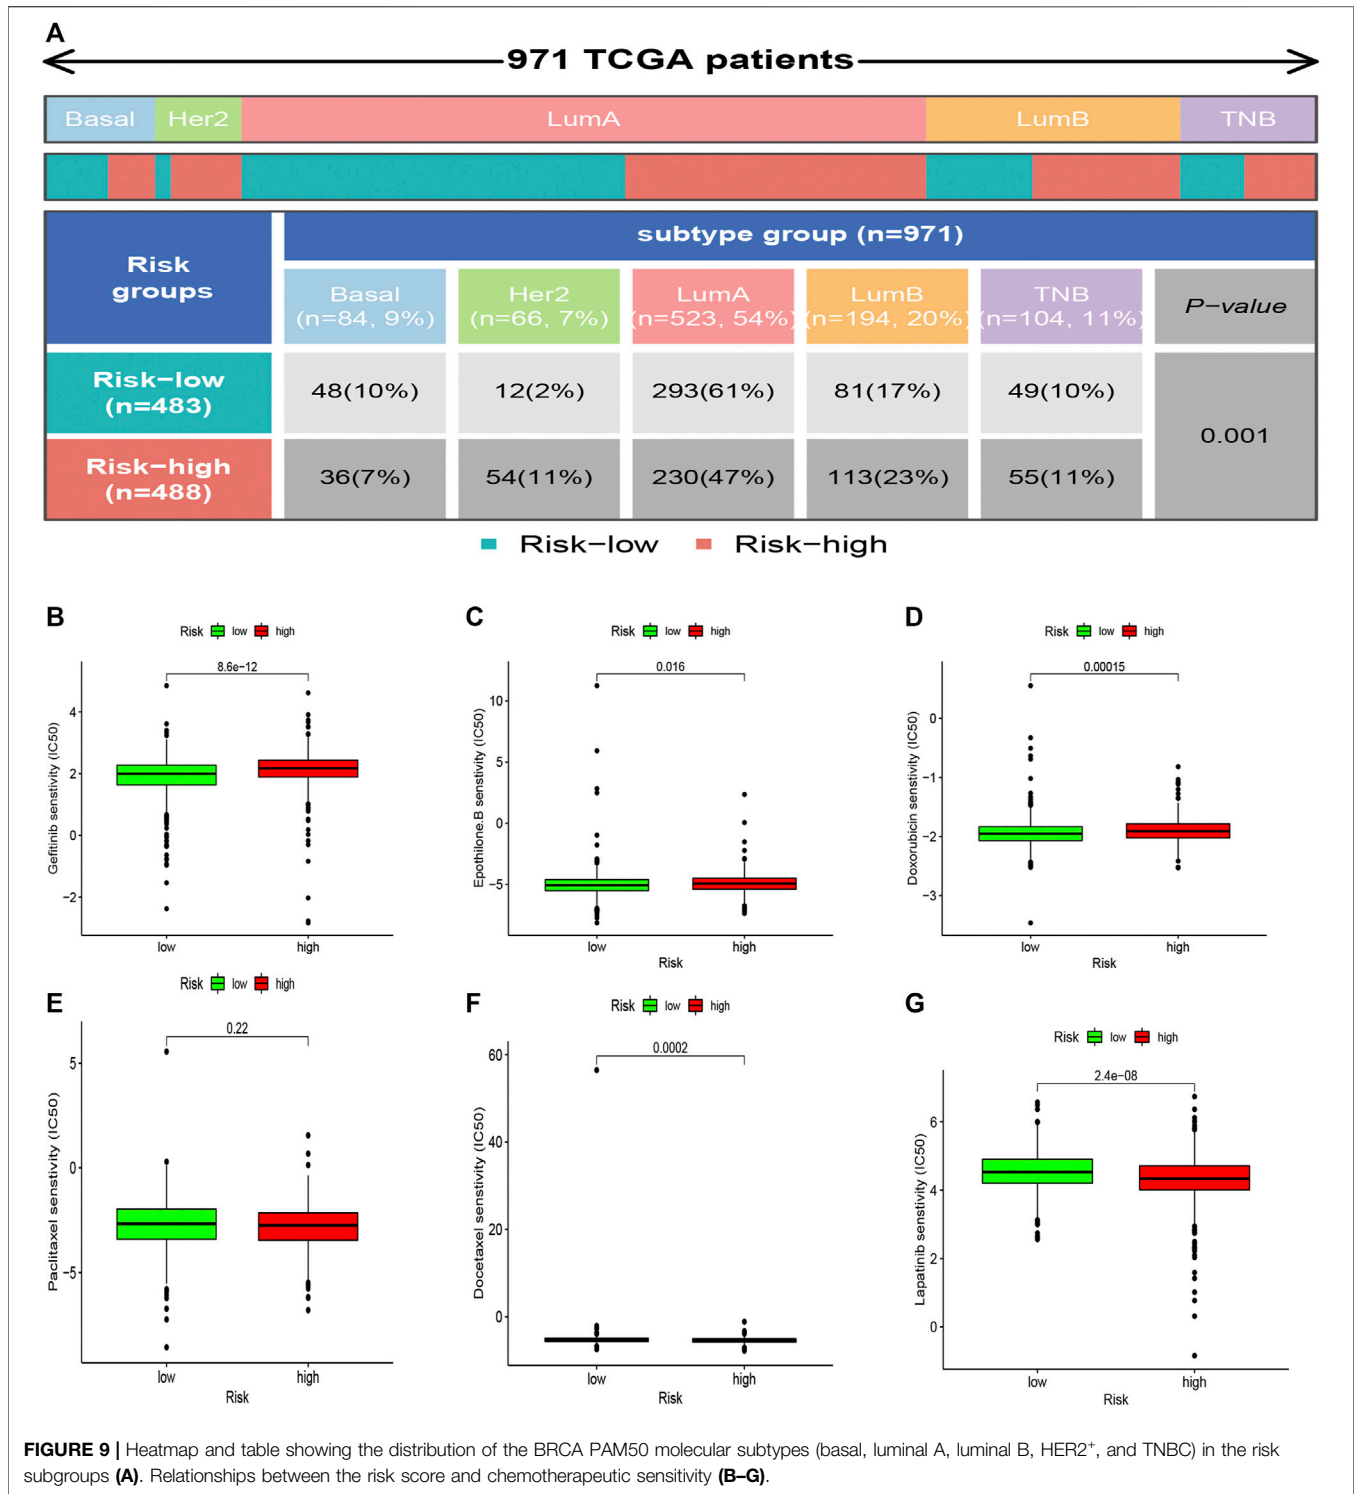 A
971 TCGA patients
Basal Her2 LumA LumB TNB
Risk groups
subtype group (n=971)
Basal (n=84, 9%)
Her2 (n=66, 7%)
LumA (n=523, 54%)
LumB (n=194, 20%)
TNB (n=104, 11%)
P-value
Risk-low (n=483)
48(10%) 12(2%) 293(61%) 81(17%) 49(10%)
0.001
Risk-high (n=488)
36(7%) 54(11%) 230(47%) 113(23%) 55(11%)
Risk-low Risk-high
B
Risk low high
8.6e-12
Gefitinib senstivity (IC50)
4
2
0
-2
low high
C
Risk low high
0.016
Epothilone.B senstivity (IC50)
10
5
0
-5
low high
Risk
D
Risk low high
0.00015
Doxorubicin senstivity (IC50)
0
-1
-2
-3
low high
Risk
E
Risk low high
0.22
Paclitaxel senstivity (IC50)
5
0
-5
low high
Risk
F
Risk low high
0.0002
Docetaxel senstivity (IC50)
60
40
20
0
low high
Risk
G
Risk low high
2.4e-08
Lapatinib senstivity (IC50)
6
4
2
0
low high
Risk
FIGURE 9 | Heatmap and table showing the distribution of the BRCA PAM50 molecular subtypes (basal, luminal A, luminal B, HER2+, and TNBC) in the risk
subgroups (A). Relationships between the risk score and chemotherapeutic sensitivity (B–G).